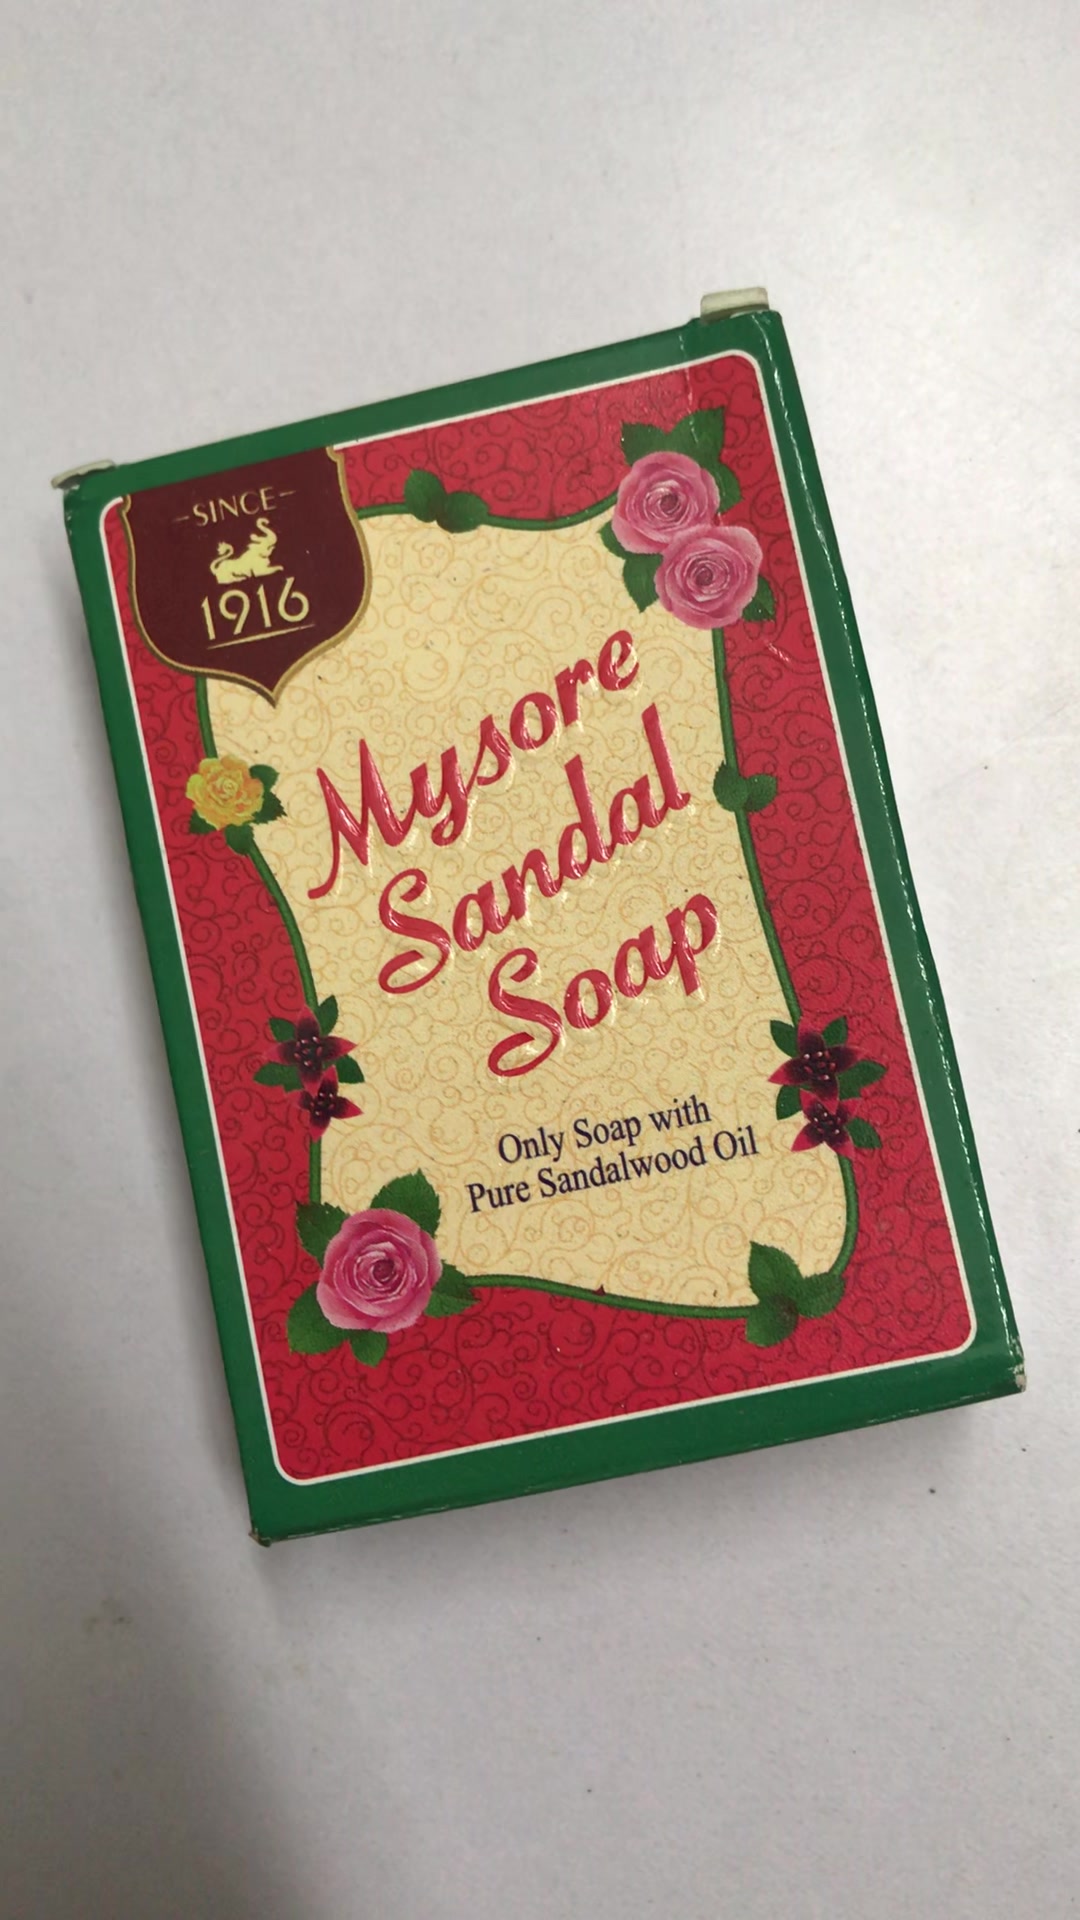 -SINCE-
1916
Mysore
Sandal
Soap
Only Soap with
Pure Sandalwood Oil